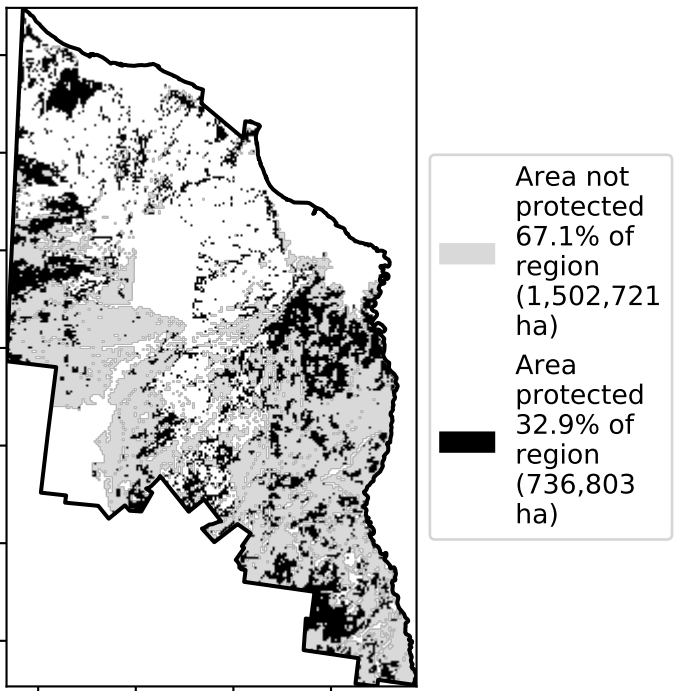 Area not
protected
67.1% of
region
(1,502,721
ha)
Area
protected
32.9% of
region
(736,803
ha)